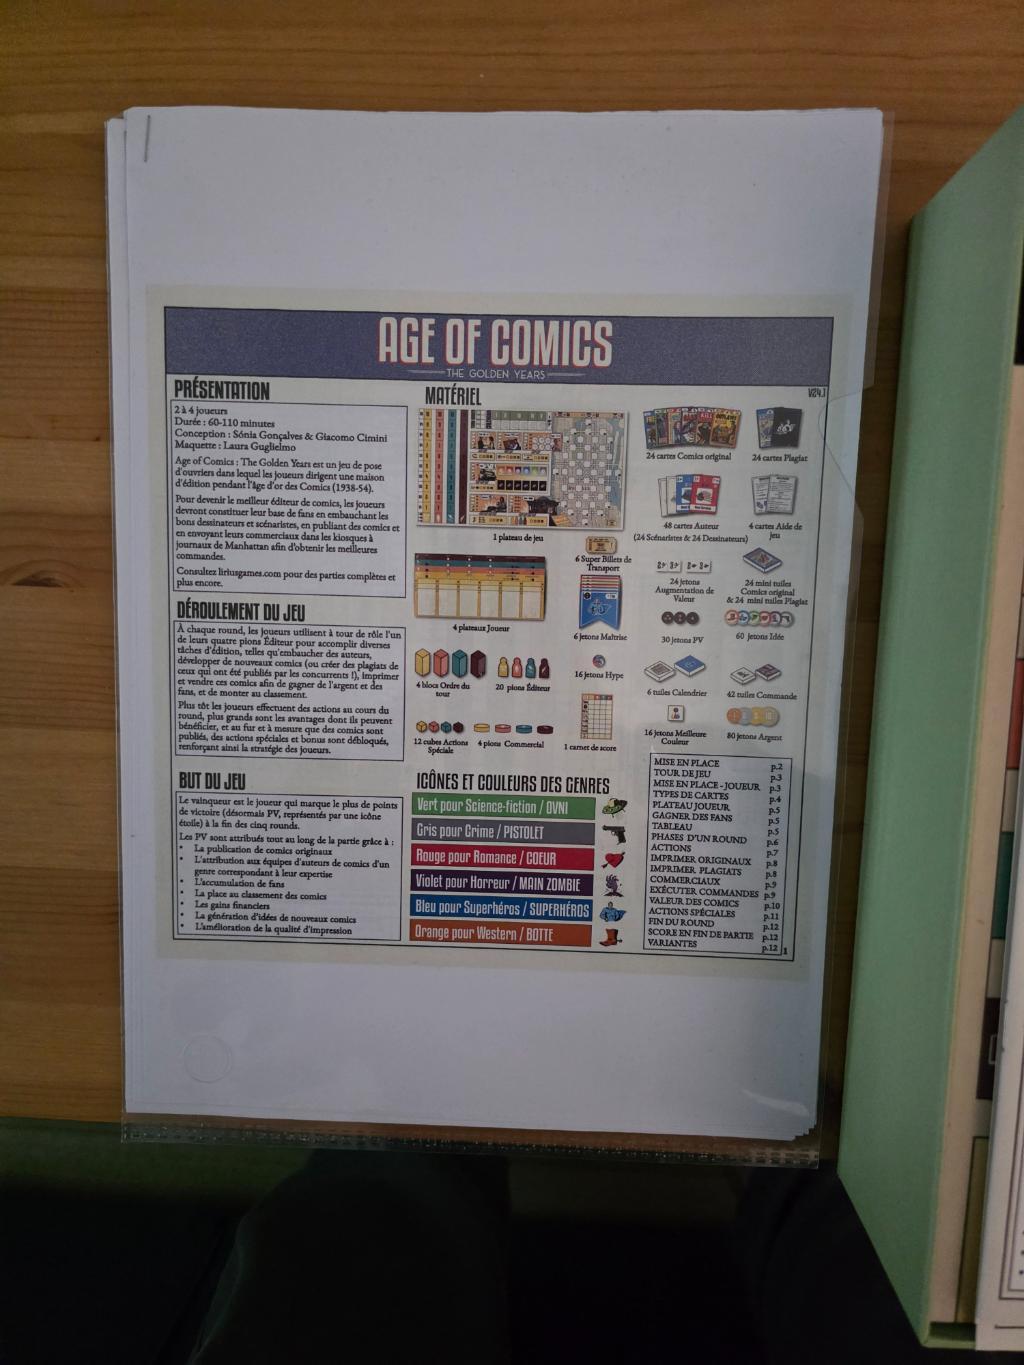 AGE OF COMICS
THE GOLDEN YEARS
PRÉSENTATION
2 à 4 joueurs
Durée : 60-110 minutes
Conception : Sónia Gonçalves & Giacomo Cimini
Maquette : Laura Guglielmo
Age of Comics : The Golden Years est un jeu de pose
d'ouvriers dans lequel les joueurs dirigent une maison
d'édition pendant l'âge d'or des Comics (1938-54).
Pour devenir le meilleur éditeur de comics, les joueurs
devront constituer leur base de fans en embauchant les
bons dessinateurs et scénaristes, en publiant des comics et
en envoyant leurs commerciaux dans les kiosques à
journaux de Manhattan afin d'obtenir les meilleures
commandes.
Consultez liriusgames.com pour des parties complètes et
plus encore.
DÉROULEMENT DU JEU
À chaque round, les joueurs utilisent à tour de rôle l'un
de leurs quatre pions Éditeur pour accomplir diverses
tâches d'édition, telles qu'embaucher des auteurs,
développer de nouveaux comics (ou créer des plagiats de
ceux qui ont été publiés par les concurrents !), imprimer
et vendre ces comics afin de gagner de l'argent et des
fans, et de monter au classement.
Plus tôt les joueurs effectuent des actions au cours du
round, plus grands sont les avantages dont ils peuvent
bénéficier, et au fur et à mesure que des comics sont
publiés, des actions spéciales et bonus sont débloqués,
renforçant ainsi la stratégie des joueurs.
BUT DU JEU
Le vainqueur est le joueur qui marque le plus de points
de victoire (désormais PV, représentés par une icône
étoile) à la fin des cinq rounds.
Les PV sont attribués tout au long de la partie grâce à :
• La publication de comics originaux
• L'attribution aux équipes d'auteurs de comics d'un
genre correspondant à leur expertise
• L'accumulation de fans
• La place au classement des comics
• Les gains financiers
• La génération d'idées de nouveaux comics
• L'amélioration de la qualité d'impression
MATÉRIEL
V24.1
1 plateau de jeu
24 cartes Comics original
24 cartes Plagiat
48 cartes Auteur
(24 Scénaristes & 24 Dessinateurs)
4 cartes Aide de
jeu
6 Super Billets de
Transport
4 plateaux Joueur
6 jetons Maîtrise
24 jetons
Augmentation de
Valeur
24 mini tuiles
Comics original
& 24 mini tuiles Plagiat
30 jetons PV
60 jetons Idée
4 blocs Ordre du
tour
20 pions Éditeur
16 jetons Hype
6 tuiles Calendrier
42 tuiles Commande
12 cubes Actions
Spéciale
4 pions Commercial
1 carnet de score
16 jetons Meilleure
Couleur
80 jetons Argent
ICÔNES ET COULEURS DES GENRES
Vert pour Science-fiction / OVNI
Gris pour Crime / PISTOLET
Rouge pour Romance / COEUR
Violet pour Horreur / MAIN ZOMBIE
Bleu pour Superhéros / SUPERHÉROS
Orange pour Western / BOTTE
MISE EN PLACE p.2
TOUR DE JEU p.3
MISE EN PLACE - JOUEUR p.3
TYPES DE CARTES p.4
PLATEAU JOUEUR p.5
GAGNER DES FANS p.5
TABLEAU p.5
PHASES D'UN ROUND p.6
ACTIONS p.7
IMPRIMER ORIGINAUX p.8
IMPRIMER PLAGIATS p.8
COMMERCIAUX p.9
EXÉCUTER COMMANDES p.9
VALEUR DES COMICS p.10
ACTIONS SPÉCIALES p.11
FIN DU ROUND p.12
SCORE EN FIN DE PARTIE p.12
VARIANTES p.12
1